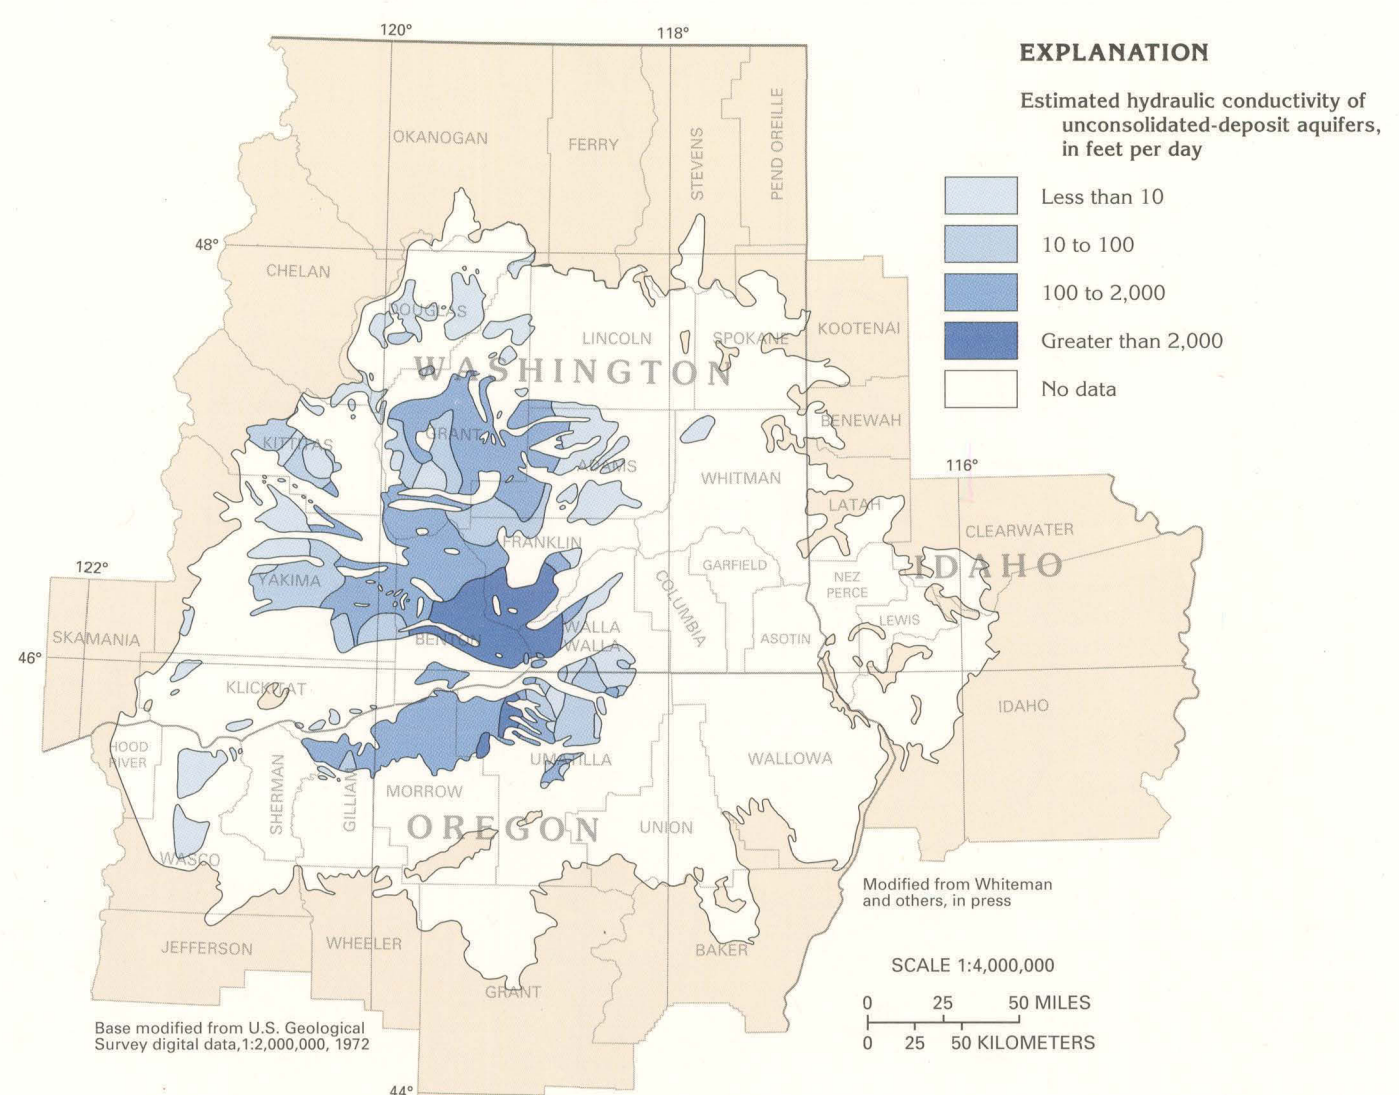 120°
118°
EXPLANATION
Estimated hydraulic conductivity of
unconsolidated-deposit aquifers,
in feet per day
Less than 10
10 to 100
100 to 2,000
Greater than 2,000
No data
OKANOGAN
FERRY
STEVENS
PEND OREILLE
48°
CHELAN
DOUGLAS
LINCOLN
SPOKANE
KOOTENAI
WASHINGTON
KITTITAS
GRANT
ADAMS
WHITMAN
BENEWAH
LATAH
116°
CLEARWATER
IDAHO
FRANKLIN
GARFIELD
122°
YAKIMA
COLUMBIA
NEZ
PERCE
LEWIS
SKAMANIA
BENTON
WALLA
WALLA
ASOTIN
46°
KLICKITAT
IDAHO
HOOD
RIVER
SHERMAN
GILLIAM
MORROW
UMATILLA
WALLOWA
OREGON
UNION
WASCO
Modified from Whiteman
and others, in press
JEFFERSON
WHEELER
GRANT
BAKER
SCALE 1:4,000,000
0 25 50 MILES
0 25 50 KILOMETERS
Base modified from U.S. Geological
Survey digital data,1:2,000,000, 1972
44°